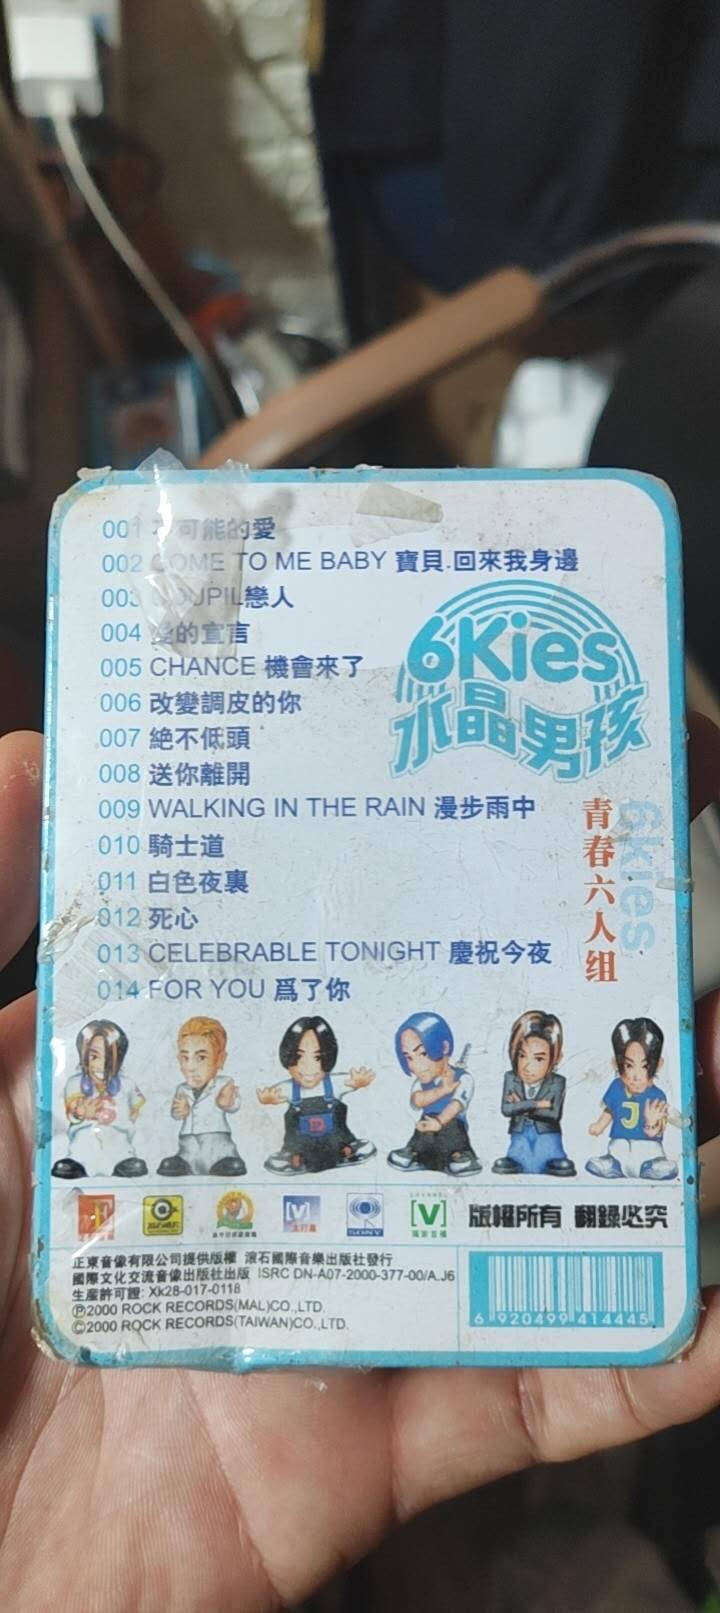 001 可能的愛
002 COME TO ME BABY 寶貝.回來我身邊
003 戀人
004 的宣言
005 CHANCE 機會來了
006 改變調皮的你
007 絕不低頭
008 送你離開
009 WALKING IN THE RAIN 漫步雨中
010 騎士道
011 白色夜裏
012 死心
013 CELEBRABLE TONIGHT 慶祝今夜
014 FOR YOU 爲了你
6Kies
水晶男孩
青春六人组
6kies
J
SONY
CHANNEL
[V]
版權所有 翻錄必究
正東音像有限公司提供版權 滾石國際音樂出版社發行
國際文化交流音像出版社出版 ISRC DN-A07-2000-377-00/A.J6
生産許可證: Xk28-017-0118
Ⓟ2000 ROCK RECORDS(MAL)CO.,LTD.
©2000 ROCK RECORDS(TAIWAN)CO.,LTD.
6 920499 414445